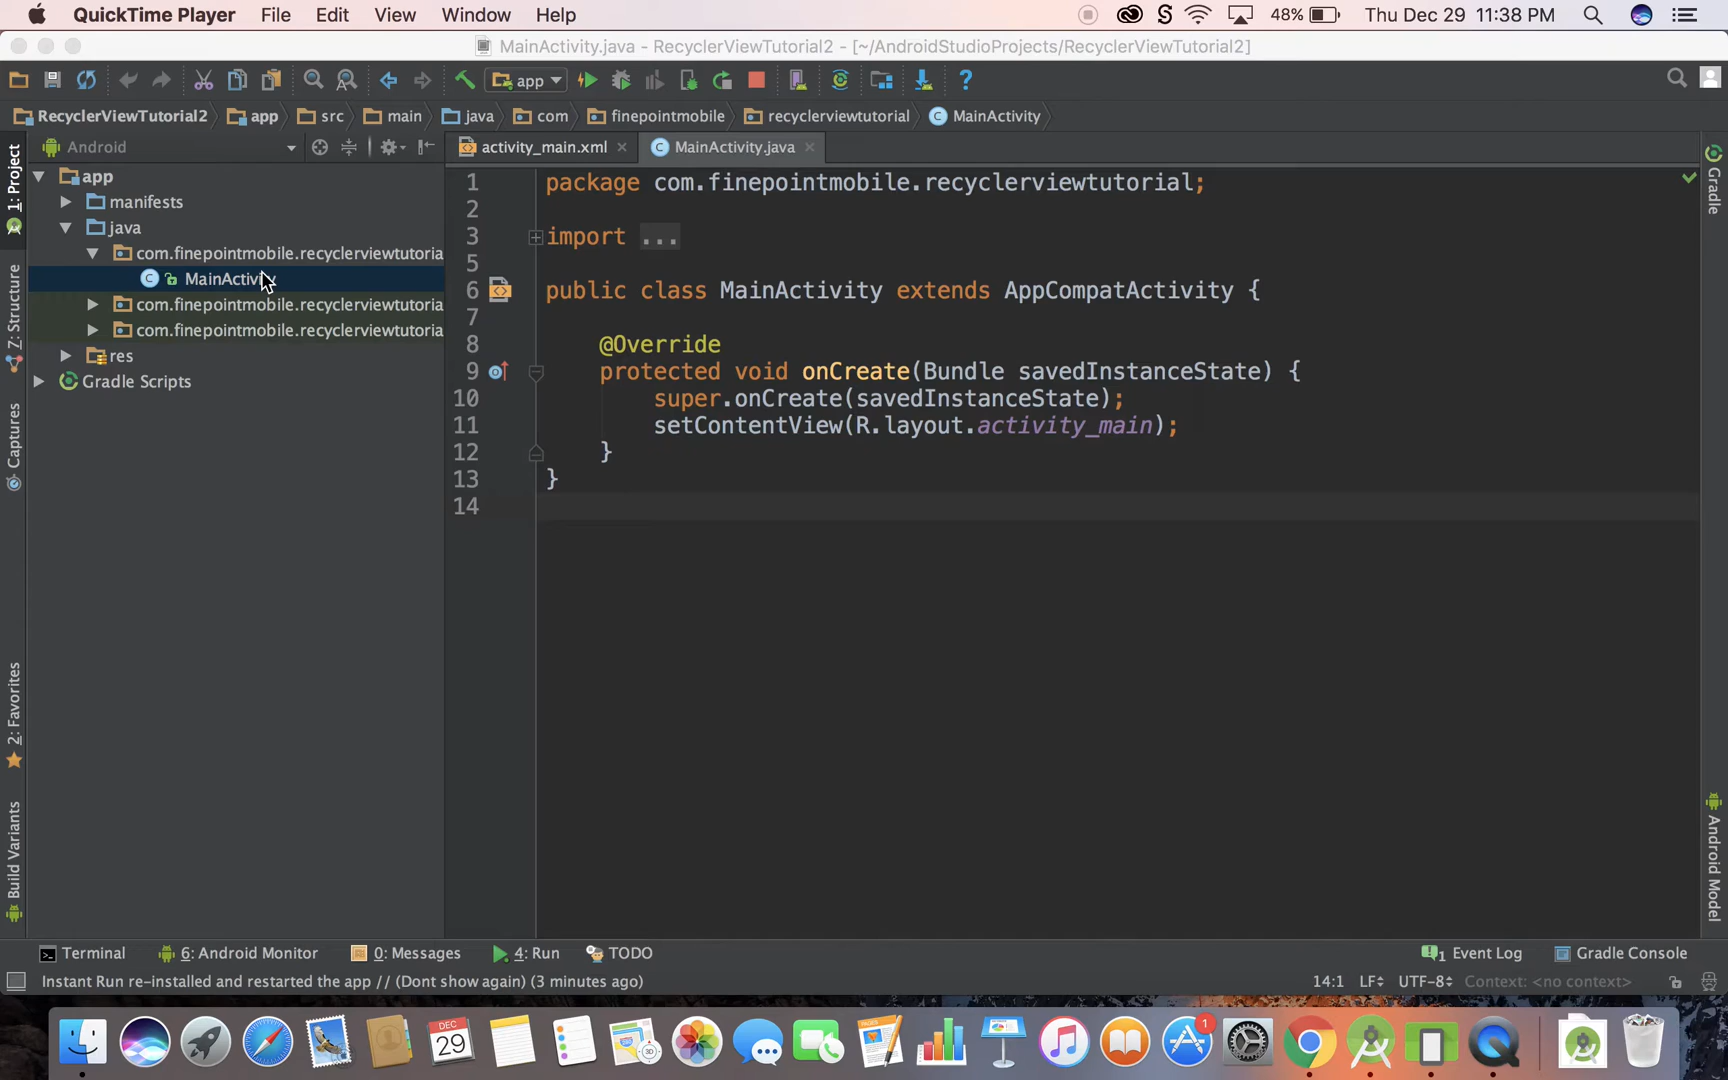 QuickTime Player File Edit View Window Help 48% Thu Dec 29 11:38 PM
MainActivity.java - RecyclerViewTutorial2 - [~/AndroidStudioProjects/RecyclerViewTutorial2]
app
RecyclerViewTutorial2 app src main java com finepointmobile recyclerviewtutorial MainActivity
Android
activity_main.xml MainActivity.java
app
manifests
java
com.finepointmobile.recyclerviewtutoria
MainActivity
com.finepointmobile.recyclerviewtutoria
com.finepointmobile.recyclerviewtutoria
res
Gradle Scripts
1: Project
7: Structure
Captures
2: Favorites
Build Variants
1 package com.finepointmobile.recyclerviewtutorial;
2
3 import ...
5
6 public class MainActivity extends AppCompatActivity {
7
8 @Override
9 protected void onCreate(Bundle savedInstanceState) {
10 super.onCreate(savedInstanceState);
11 setContentView(R.layout.activity_main);
12 }
13 }
14
Gradle
Android Model
Terminal 6: Android Monitor 0: Messages 4: Run TODO 1 Event Log Gradle Console
Instant Run re-installed and restarted the app // (Dont show again) (3 minutes ago) 14:1 LF UTF-8 Context: <no context>
DEC
29
3D
PAGES
1